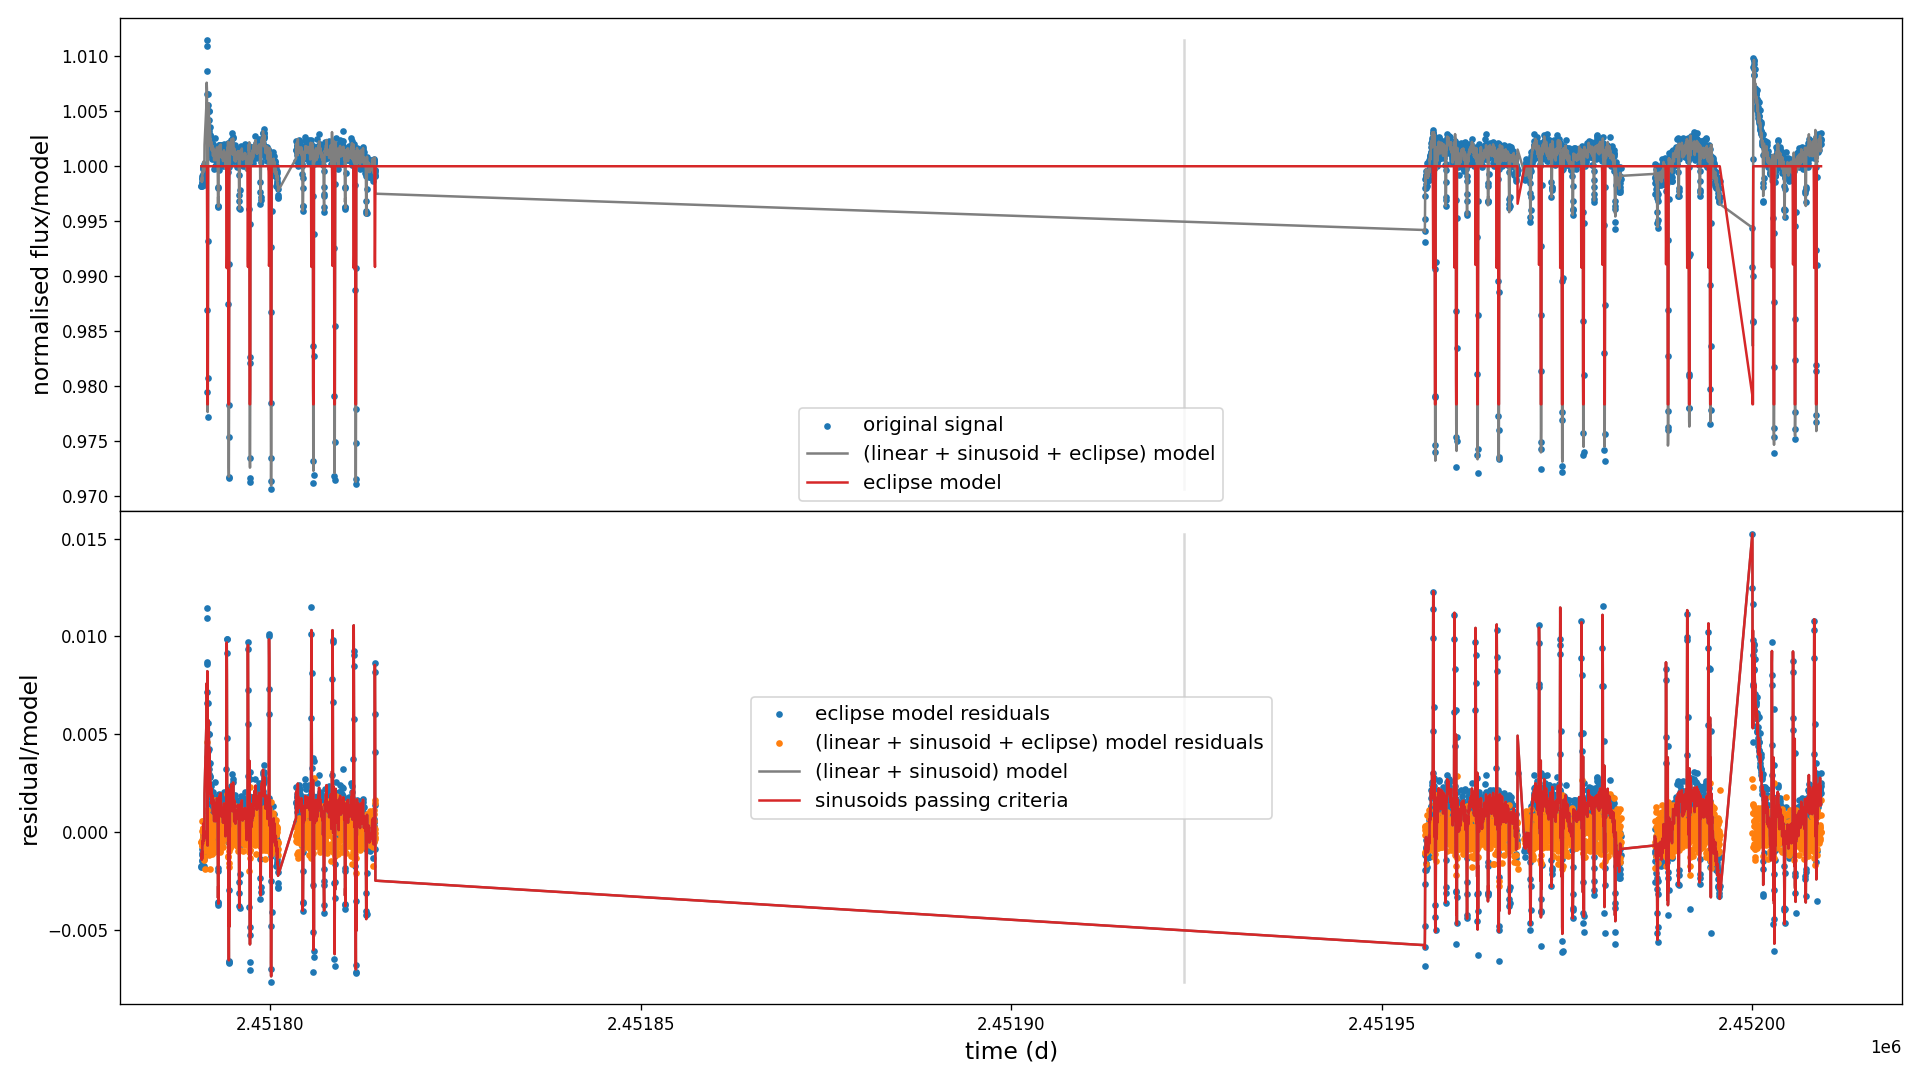 1.010
1.005
1.000
0.995
0.990
0.985
0.980
0.975
0.970
normalised flux/model
original signal
(linear + sinusoid + eclipse) model
eclipse model
0.015
0.010
0.005
0.000
−0.005
residual/model
eclipse model residuals
(linear + sinusoid + eclipse) model residuals
(linear + sinusoid) model
sinusoids passing criteria
2.45180
2.45185
2.45190
2.45195
2.45200
time (d)
1e6